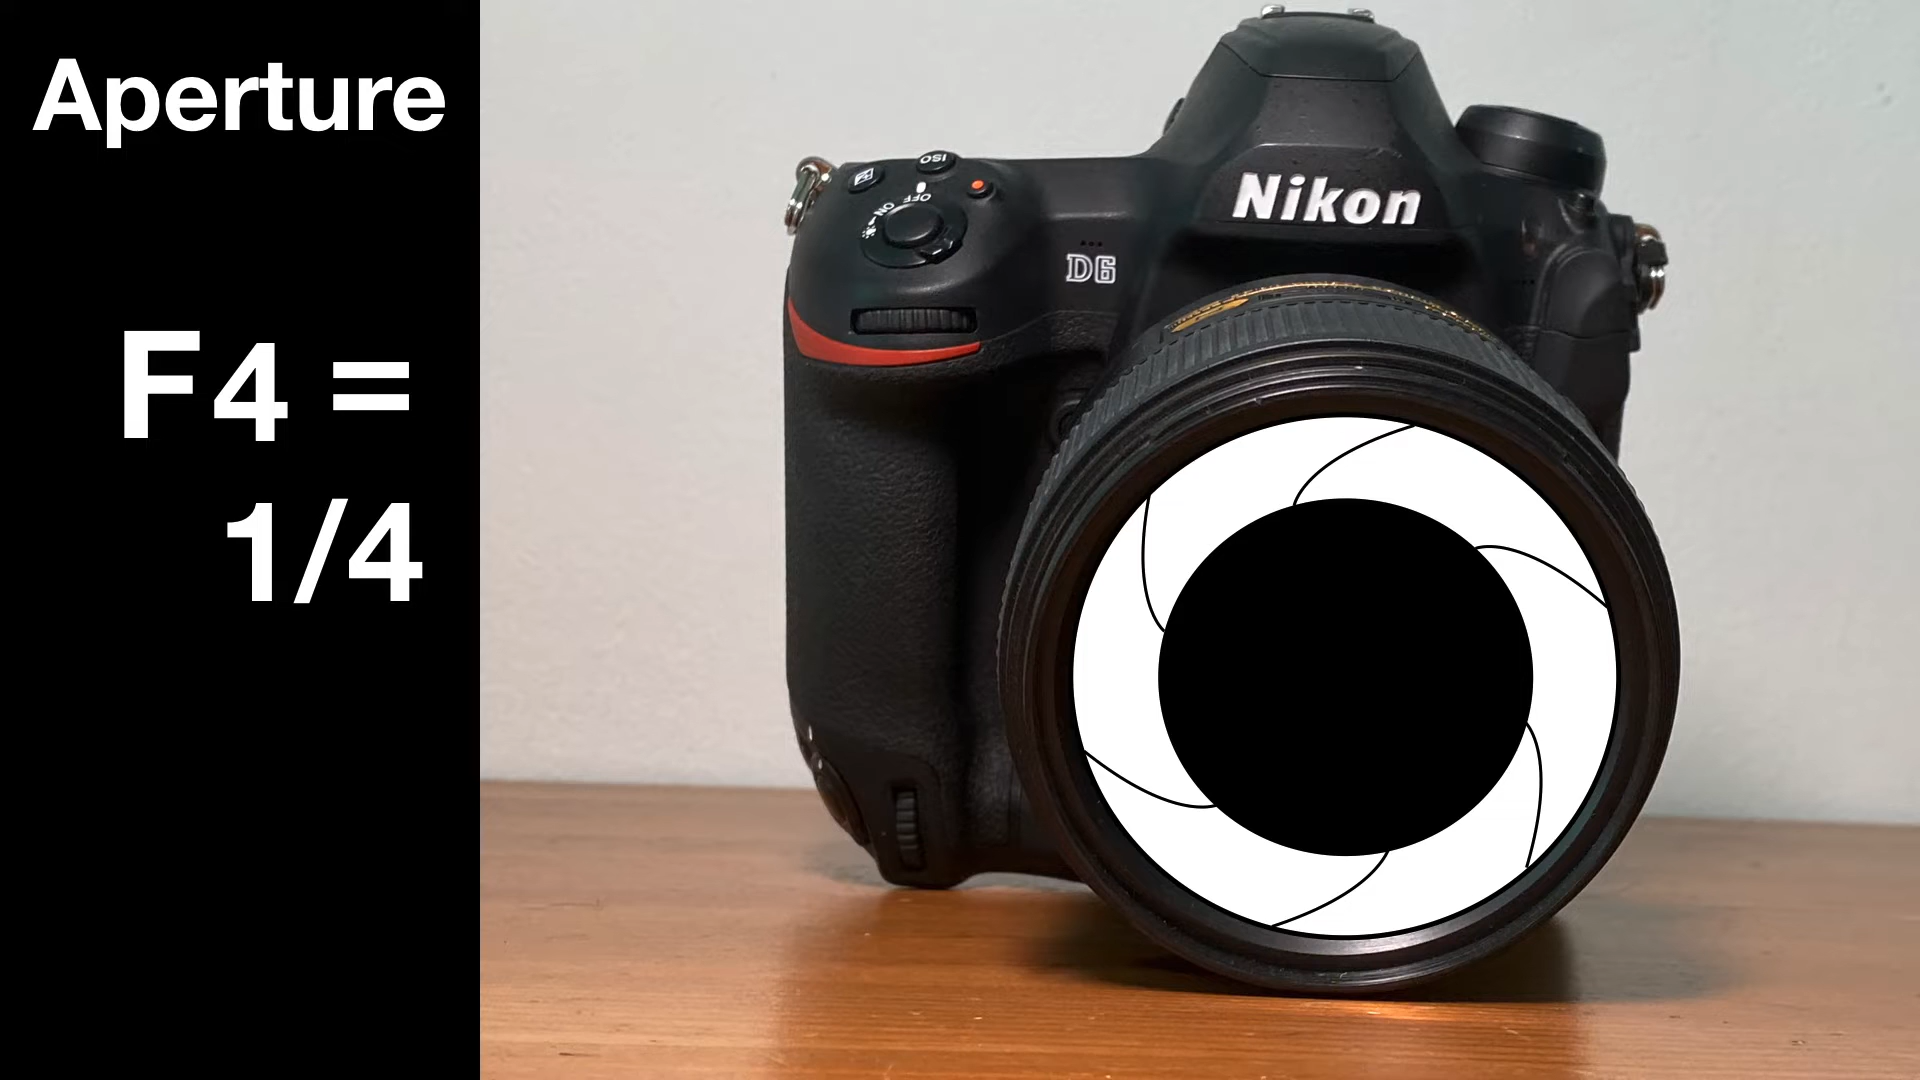 Aperture
F4 =
1/4
Nikon
D6
ISO
OFF
ON